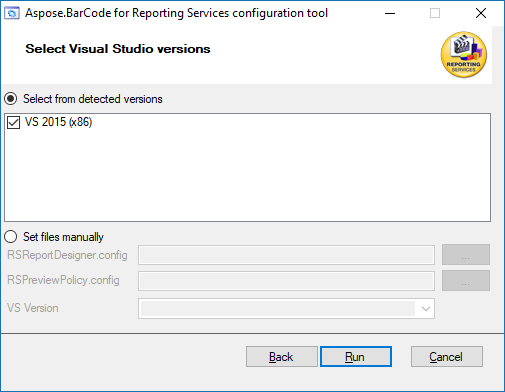 Aspose.BarCode for Reporting Services configuration tool
Select Visual Studio versions
REPORTING
SERVICES
Select from detected versions
VS 2015 (x86)
Set files manually
RSReportDesigner.config
...
RSPreviewPolicy.config
...
VS Version
Back
Run
Cancel